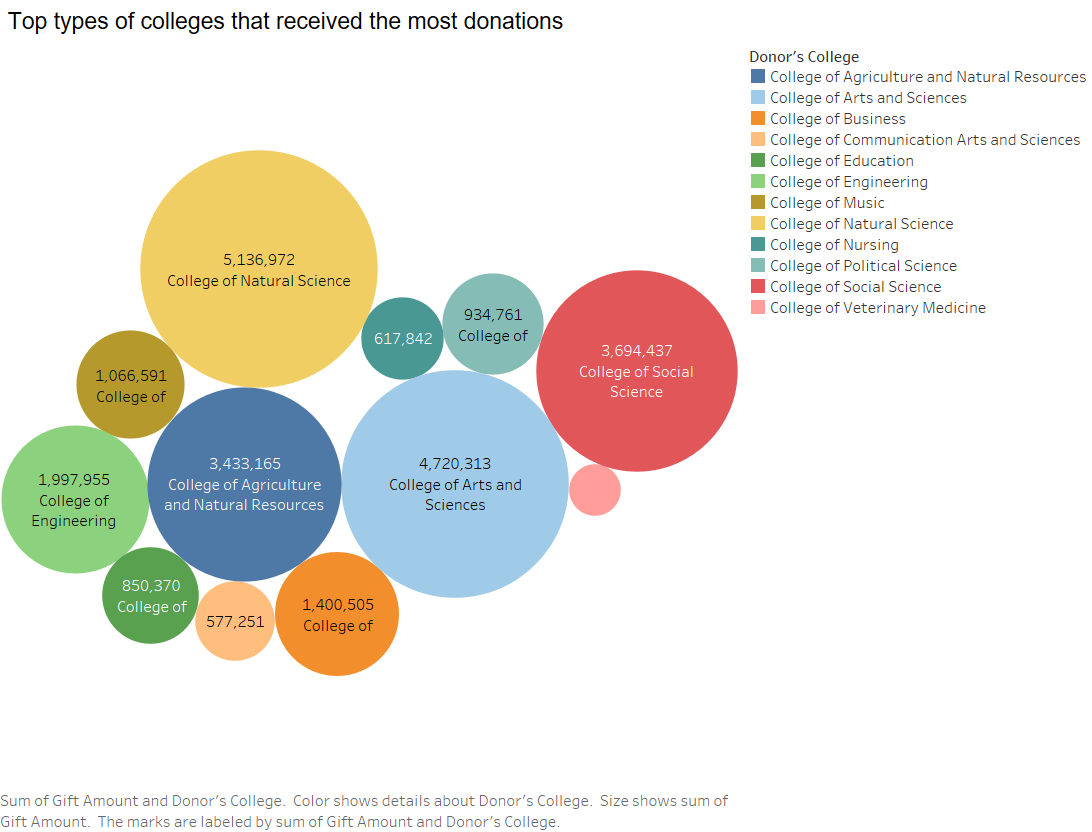 Top types of colleges that received the most donations
Donor's College
College of Agriculture and Natural Resources
College of Arts and Sciences
College of Business
College of Communication Arts and Sciences
College of Education
College of Engineering
College of Music
College of Natural Science
College of Nursing
College of Political Science
College of Social Science
College of Veterinary Medicine
5,136,972
College of Natural Science
617,842
934,761
College of
3,694,437
College of Social
Science
1,066,591
College of
1,997,955
College of
Engineering
3,433,165
College of Agriculture
and Natural Resources
4,720,313
College of Arts and
Sciences
850,370
College of
577,251
1,400,505
College of
Sum of Gift Amount and Donor's College.  Color shows details about Donor's College.  Size shows sum of
Gift Amount.  The marks are labeled by sum of Gift Amount and Donor's College.